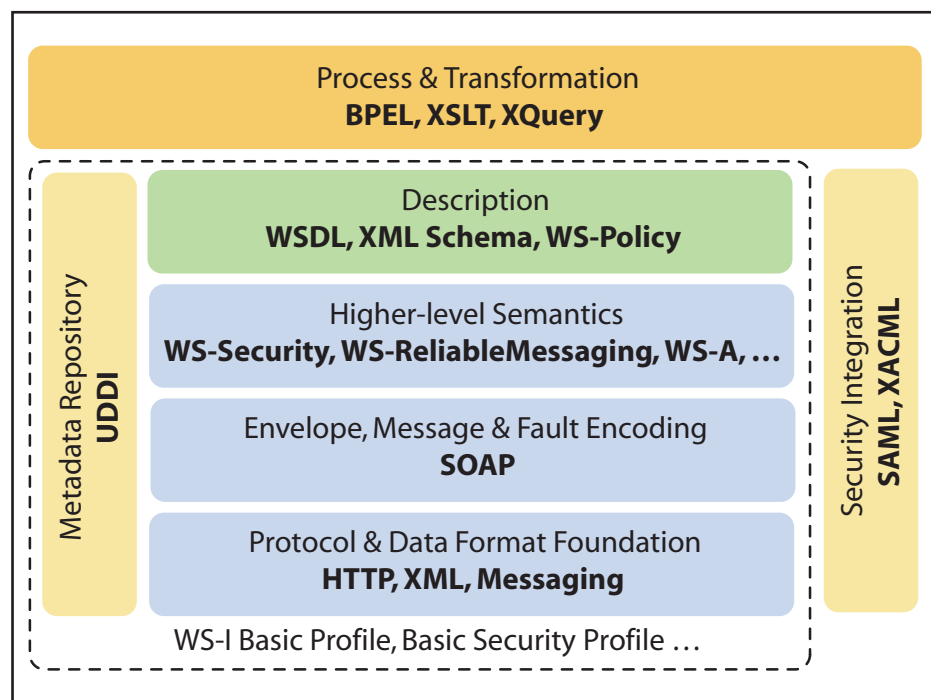 Process & Transformation
BPEL, XSLT, XQuery
Metadata Repository
UDDI
Description
WSDL, XML Schema, WS-Policy
Higher-level Semantics
WS-Security, WS-ReliableMessaging, WS-A, …
Envelope, Message & Fault Encoding
SOAP
Protocol & Data Format Foundation
HTTP, XML, Messaging
WS-I Basic Profile, Basic Security Profile …
Security Integration
SAML, XACML